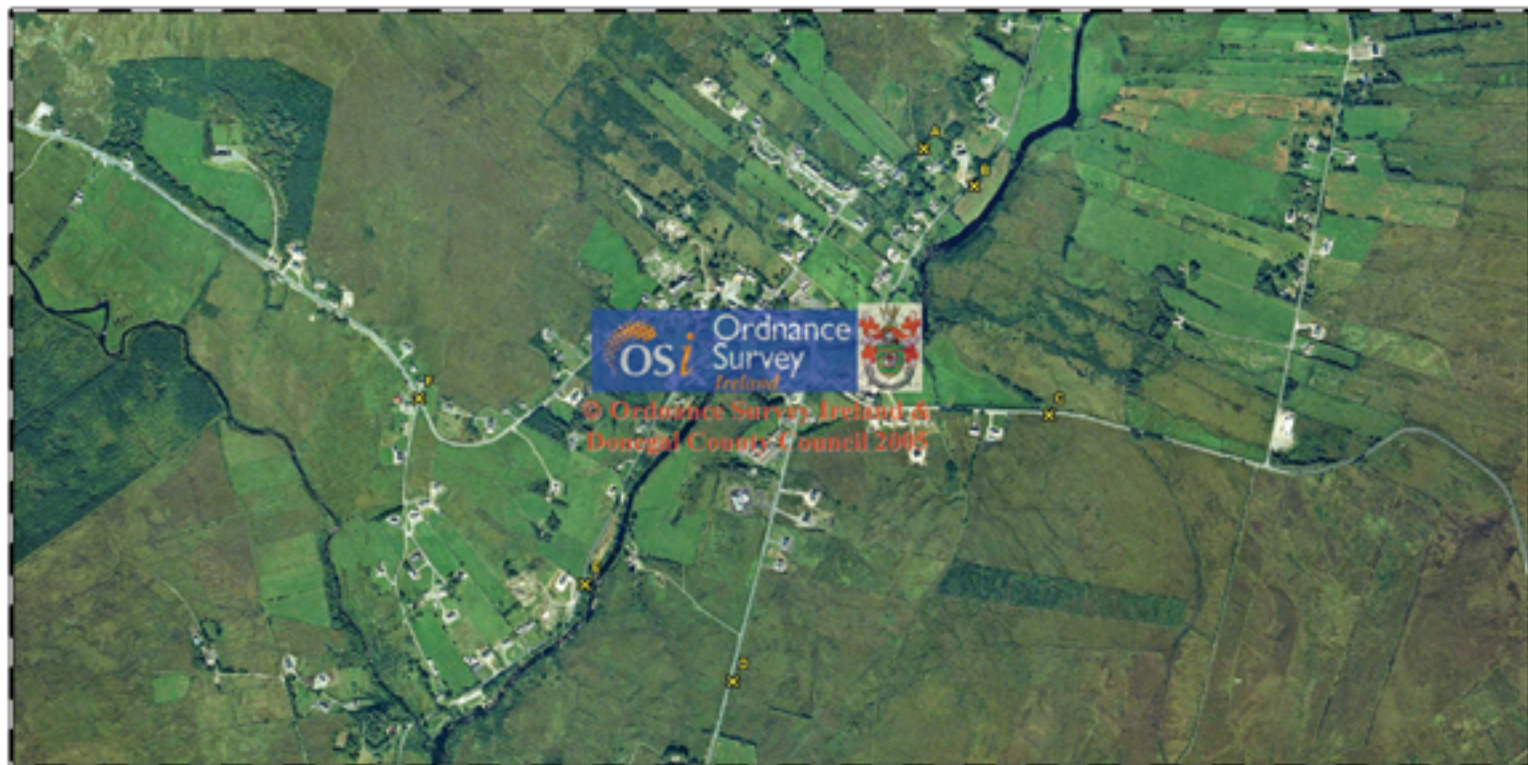 A
B
OSi Ordnance
Survey
Ireland
F
C
© Ordnance Survey Ireland &
Donegal County Council 2005
E
D